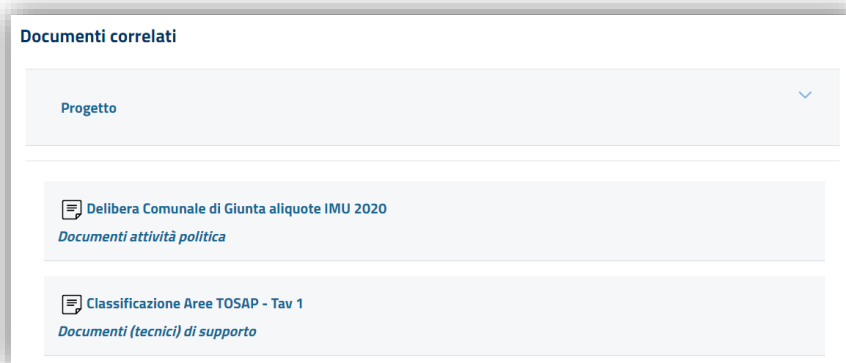 Documenti correlati
Progetto
Delibera Comunale di Giunta aliquote IMU 2020
Documenti attività politica
Classificazione Aree TOSAP - Tav 1
Documenti (tecnici) di supporto